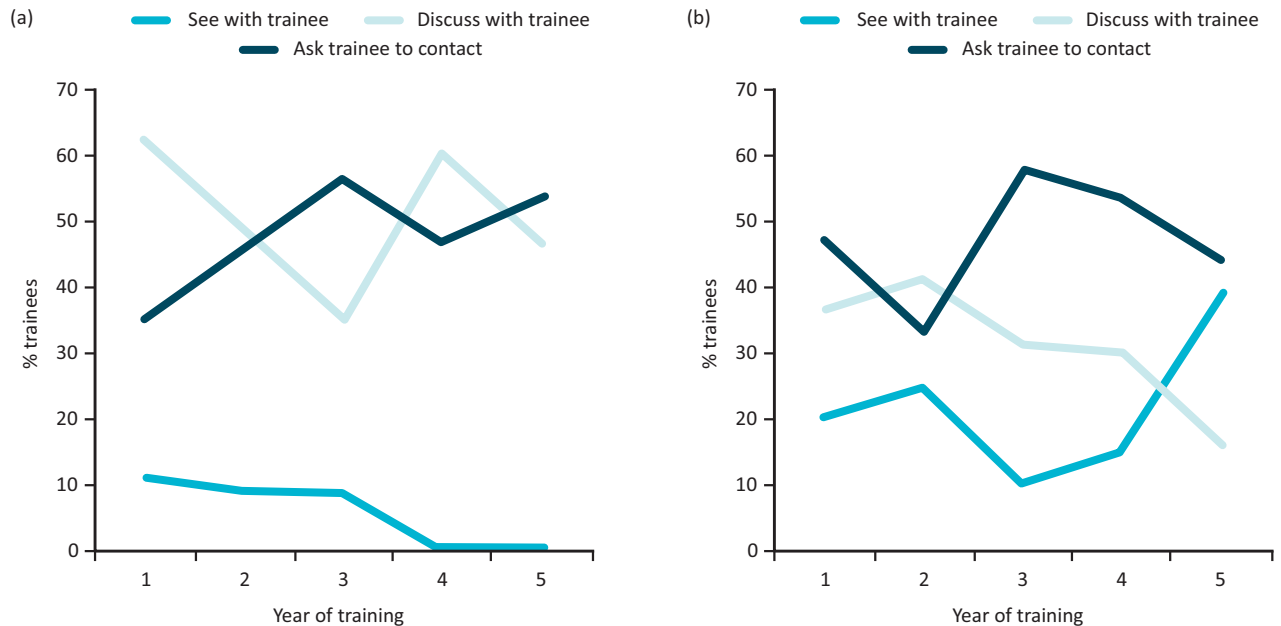 (a)
See with trainee
Discuss with trainee
Ask trainee to contact
70
60
50
40
30
20
10
0
% trainees
1 2 3 4 5
Year of training
(b)
See with trainee
Discuss with trainee
Ask trainee to contact
70
60
50
40
30
20
10
0
% trainees
1 2 3 4 5
Year of training